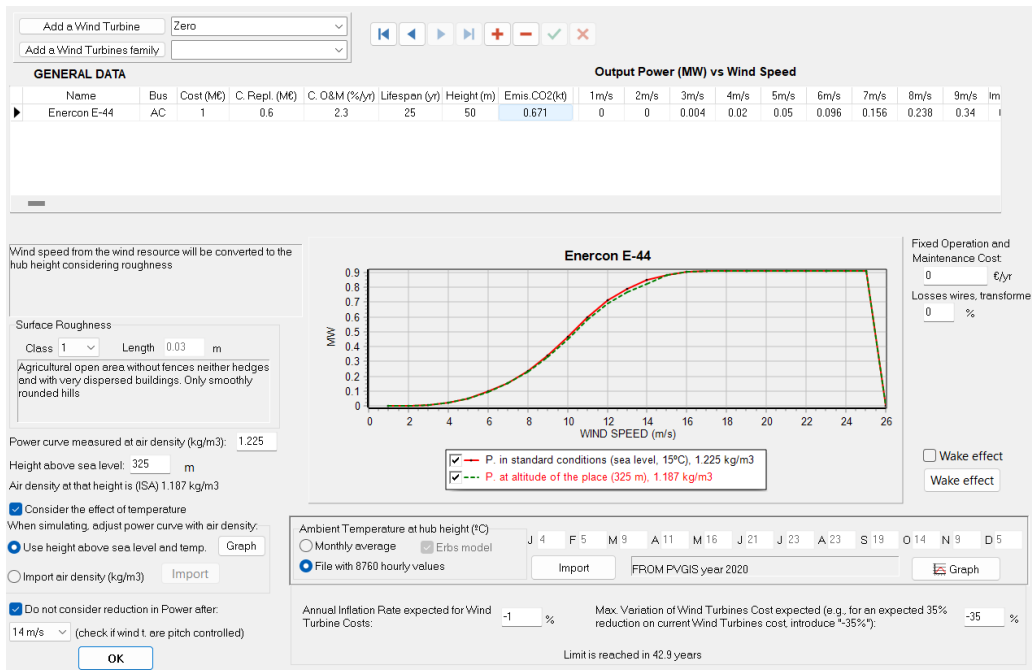 Add a Wind Turbine Zero
Add a Wind Turbines family
GENERAL DATA Output Power (MW) vs Wind Speed
Name Bus Cost (M€) C. Repl. (M€) C. O&M (%/yr) Lifespan (yr) Height (m) Emis.CO2(kt) 1m/s 2m/s 3m/s 4m/s 5m/s 6m/s 7m/s 8m/s 9m/s
Enercon E-44 AC 1 0.6 2.3 25 50 0.671 0 0 0.004 0.02 0.05 0.096 0.156 0.238 0.34
Wind speed from the wind resource will be converted to the
hub height considering roughness
Surface Roughness
Class 1 Length 0.03 m
Agricultural open area without fences neither hedges
and with very dispersed buildings. Only smoothly
rounded hills
Power curve measured at air density (kg/m3): 1.225
Height above sea level: 325 m
Air density at that height is (ISA) 1.187 kg/m3
Consider the effect of temperature
When simulating, adjust power curve with air density:
Use height above sea level and temp. Graph
Import air density (kg/m3) Import
Do not consider reduction in Power after:
14 m/s (check if wind t. are pitch controlled)
OK
Enercon E-44
MW
0.9
0.8
0.7
0.6
0.5
0.4
0.3
0.2
0.1
0
0 2 4 6 8 10 12 14 16 18 20 22 24 26
WIND SPEED (m/s)
P. in standard conditions (sea level, 15ºC), 1.225 kg/m3
P. at altitude of the place (325 m), 1.187 kg/m3
Fixed Operation and
Maintenance Cost:
0 €/yr
Losses wires, transforme
0 %
Wake effect
Wake effect
Ambient Temperature at hub height (ºC)
Monthly average Erbs model
File with 8760 hourly values
J 4 F 5 M 9 A 11 M 16 J 21 J 23 A 23 S 19 O 14 N 9 D 5
Import FROM PVGIS year 2020 Graph
Annual Inflation Rate expected for Wind
Turbine Costs: -1 %
Max. Variation of Wind Turbines Cost expected (e.g., for an expected 35%
reduction on current Wind Turbines cost, introduce "-35%"): -35 %
Limit is reached in 42.9 years